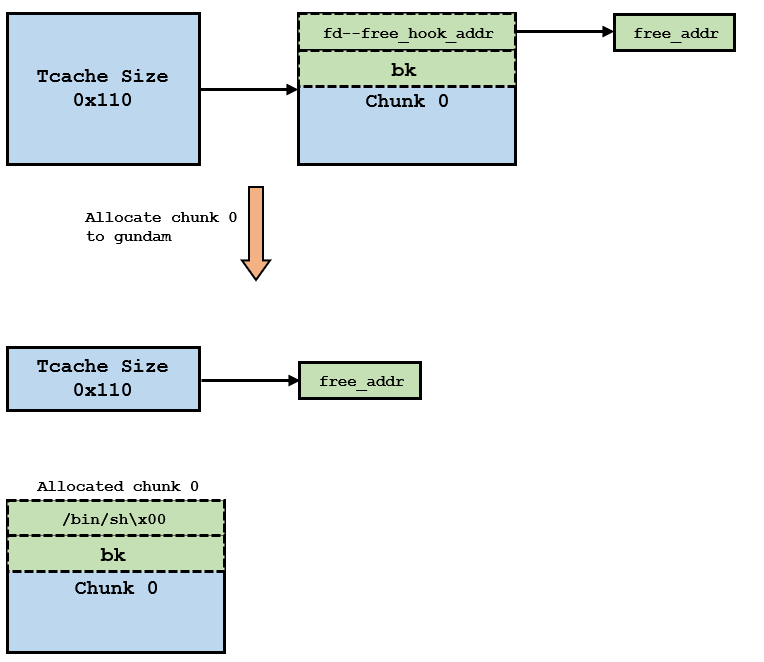 Tcache Size
0x110
fd--free_hook_addr
bk
Chunk 0
free_addr
Allocate chunk 0
to gundam
Tcache Size
0x110
free_addr
Allocated chunk 0
/bin/sh\x00
bk
Chunk 0